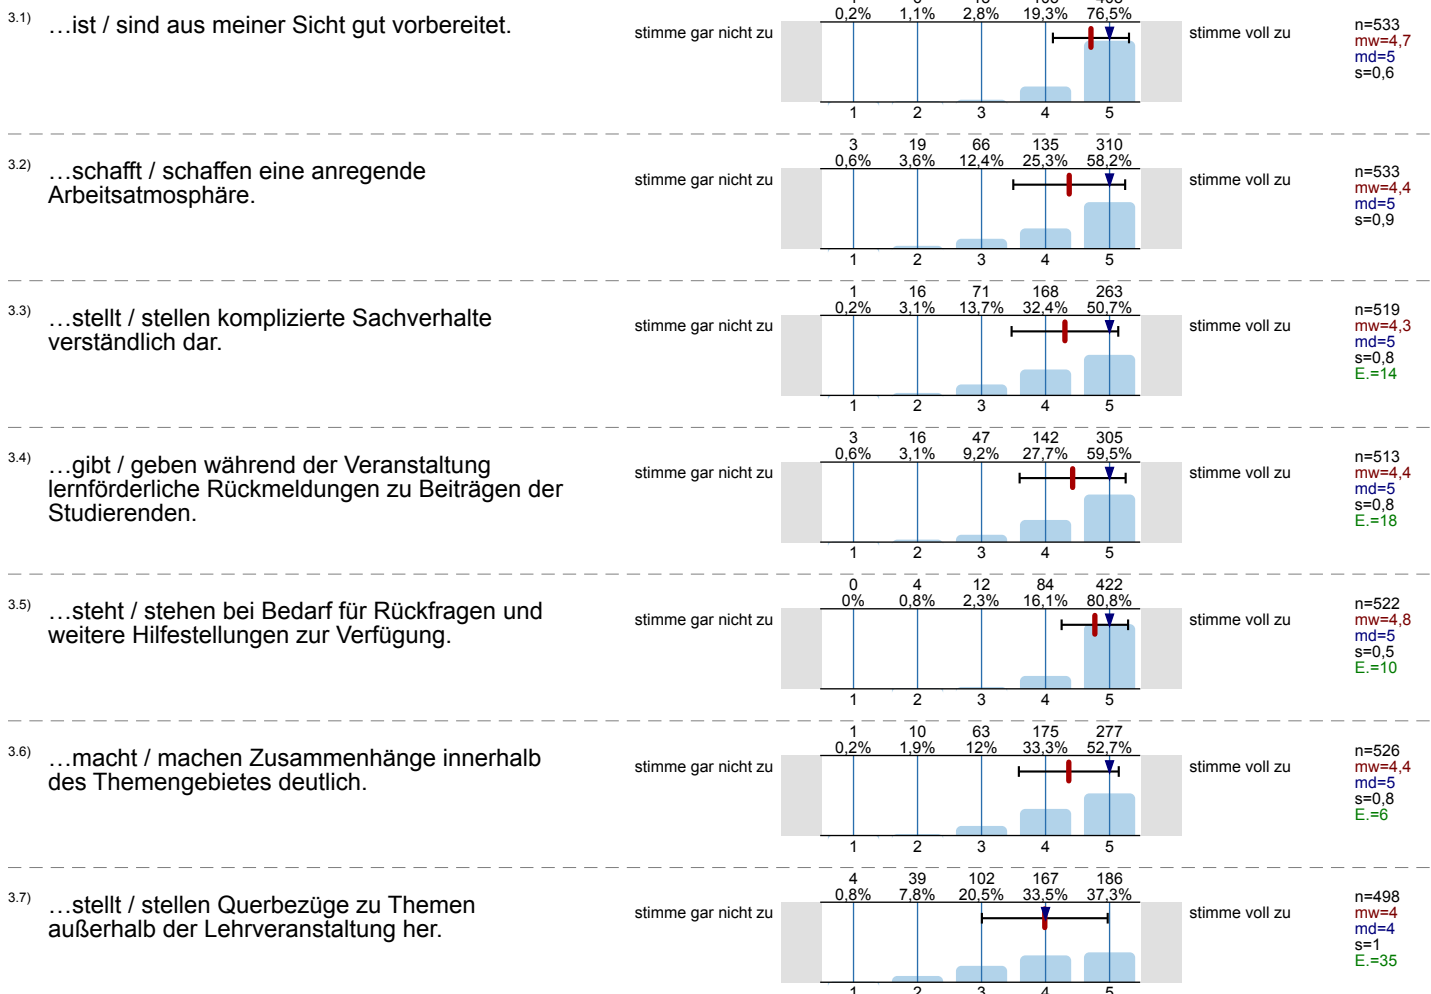 3.1) …ist / sind aus meiner Sicht gut vorbereitet.
0,2% 1,1% 2,8% 19,3% 76,5%
stimme gar nicht zu
stimme voll zu
n=533
mw=4,7
md=5
s=0,6
1 2 3 4 5
3.2) …schafft / schaffen eine anregende
Arbeitsatmosphäre.
3 19 66 135 310
0,6% 3,6% 12,4% 25,3% 58,2%
stimme gar nicht zu
stimme voll zu
n=533
mw=4,4
md=5
s=0,9
1 2 3 4 5
3.3) …stellt / stellen komplizierte Sachverhalte
verständlich dar.
1 16 71 168 263
0,2% 3,1% 13,7% 32,4% 50,7%
stimme gar nicht zu
stimme voll zu
n=519
mw=4,3
md=5
s=0,8
E.=14
1 2 3 4 5
3.4) …gibt / geben während der Veranstaltung
lernförderliche Rückmeldungen zu Beiträgen der
Studierenden.
3 16 47 142 305
0,6% 3,1% 9,2% 27,7% 59,5%
stimme gar nicht zu
stimme voll zu
n=513
mw=4,4
md=5
s=0,8
E.=18
1 2 3 4 5
3.5) …steht / stehen bei Bedarf für Rückfragen und
weitere Hilfestellungen zur Verfügung.
0 4 12 84 422
0% 0,8% 2,3% 16,1% 80,8%
stimme gar nicht zu
stimme voll zu
n=522
mw=4,8
md=5
s=0,5
E.=10
1 2 3 4 5
3.6) …macht / machen Zusammenhänge innerhalb
des Themengebietes deutlich.
1 10 63 175 277
0,2% 1,9% 12% 33,3% 52,7%
stimme gar nicht zu
stimme voll zu
n=526
mw=4,4
md=5
s=0,8
E.=6
1 2 3 4 5
3.7) …stellt / stellen Querbezüge zu Themen
außerhalb der Lehrveranstaltung her.
4 39 102 167 186
0,8% 7,8% 20,5% 33,5% 37,3%
stimme gar nicht zu
stimme voll zu
n=498
mw=4
md=4
s=1
E.=35
1 2 3 4 5